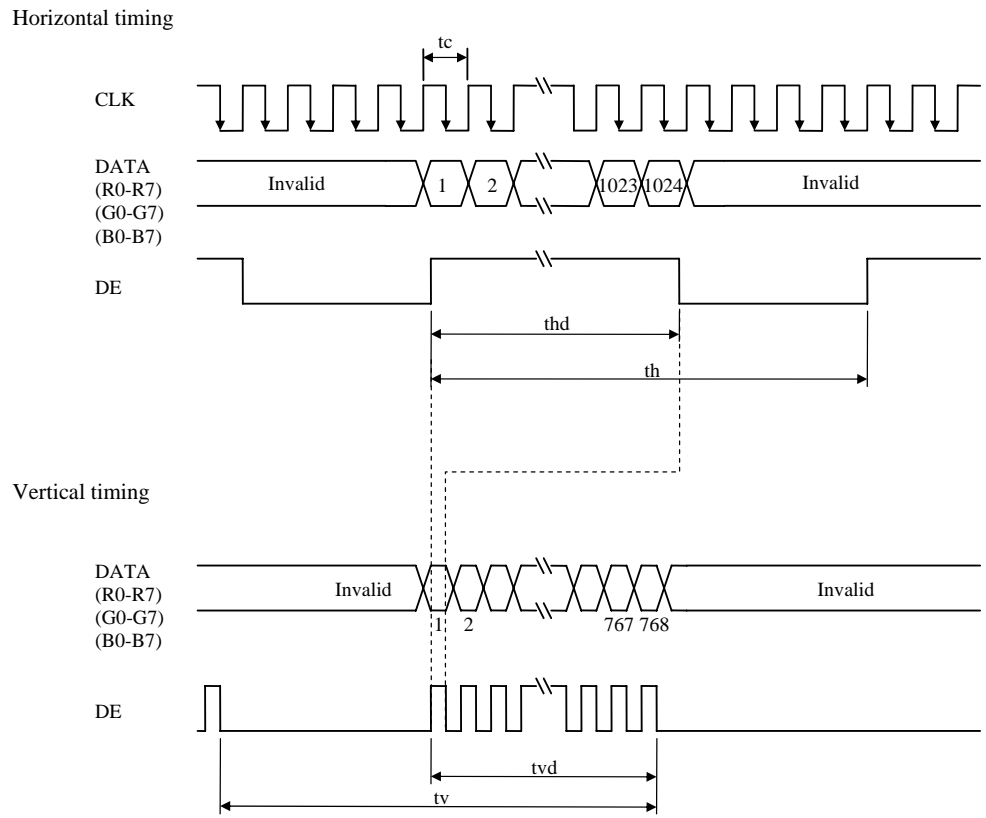 Horizontal timing
tc
CLK
DATA
(R0-R7)
(G0-G7)
(B0-B7)
Invalid 1 2 1023 1024 Invalid
DE
thd
th
Vertical timing
DATA
(R0-R7)
(G0-G7)
(B0-B7)
Invalid Invalid
1 2 767 768
DE
tvd
tv